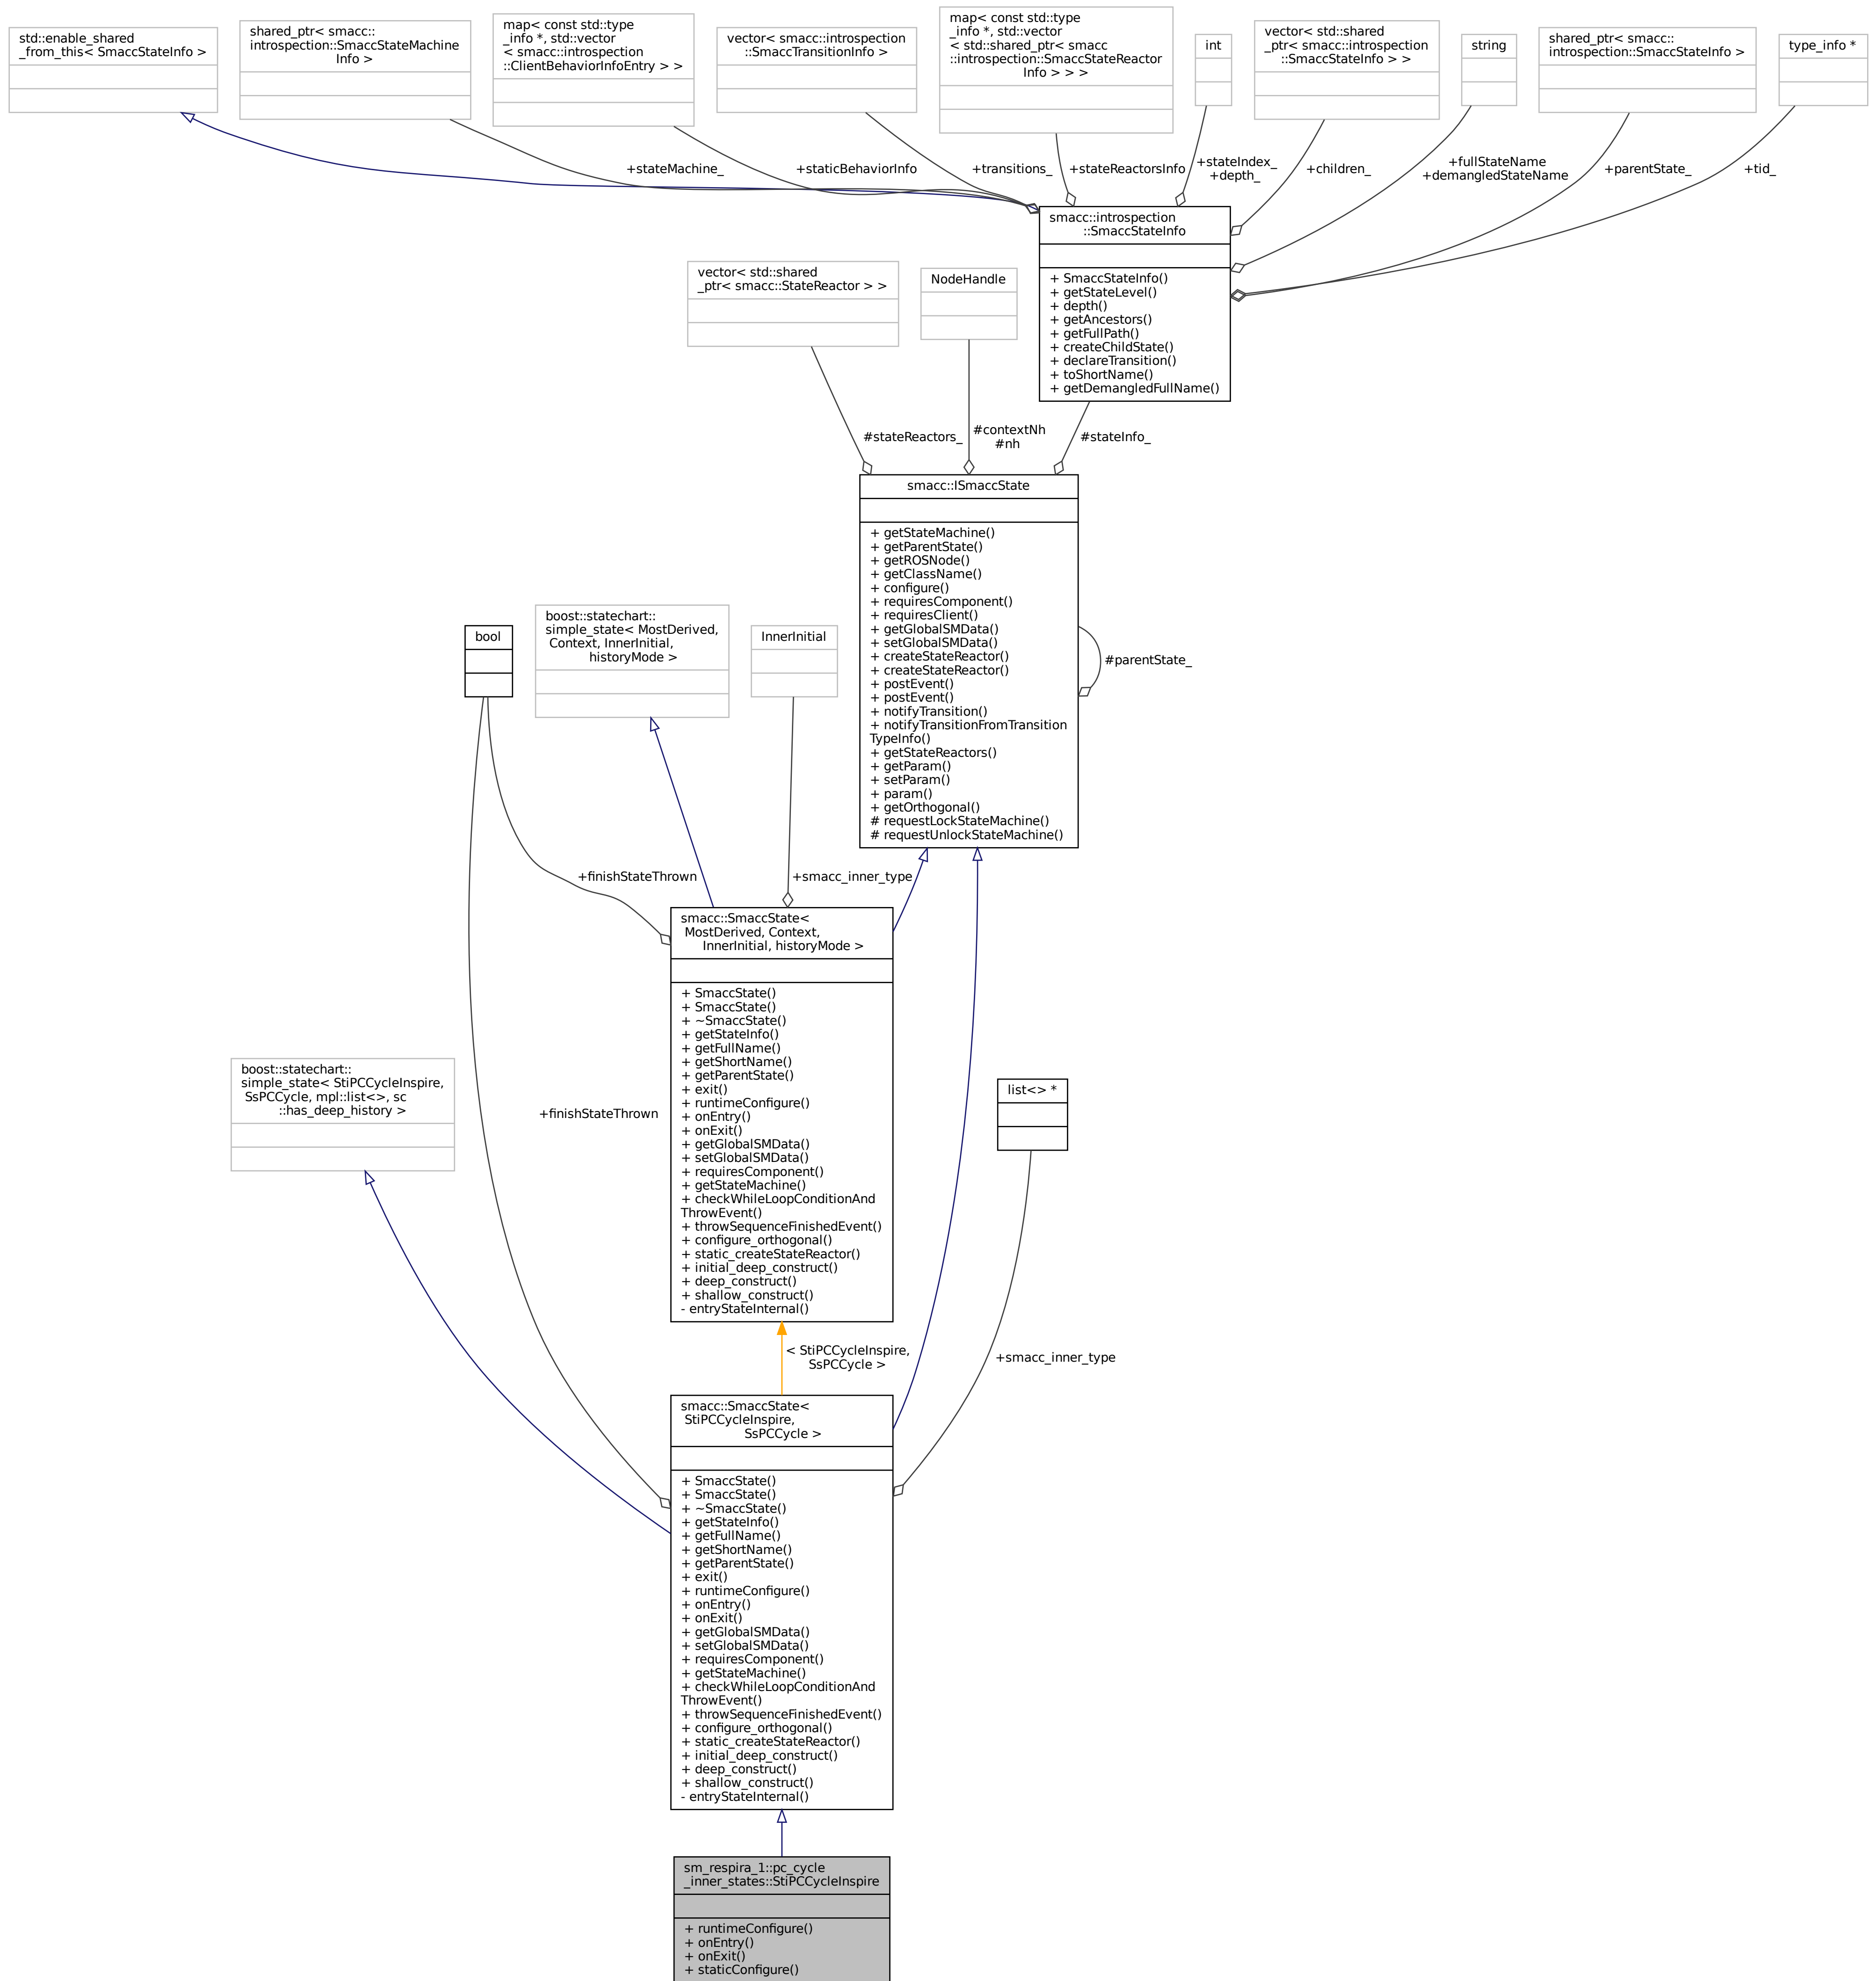 std::enable_shared
_from_this< SmaccStateInfo >
shared_ptr< smacc::
introspection::SmaccStateMachine
Info >
map< const std::type
_info *, std::vector
< smacc::introspection
::ClientBehaviorInfoEntry > >
vector< smacc::introspection
::SmaccTransitionInfo >
map< const std::type
_info *, std::vector
< std::shared_ptr< smacc
::introspection::SmaccStateReactor
Info > > >
int
vector< std::shared
_ptr< smacc::introspection
::SmaccStateInfo > >
string
shared_ptr< smacc::
introspection::SmaccStateInfo >
type_info *
+stateMachine_
+staticBehaviorInfo
+transitions_
+stateReactorsInfo
+stateIndex_
+depth_
+children_
+fullStateName
+demangledStateName
+parentState_
+tid_
smacc::introspection
::SmaccStateInfo
+ SmaccStateInfo()
+ getStateLevel()
+ depth()
+ getAncestors()
+ getFullPath()
+ createChildState()
+ declareTransition()
+ toShortName()
+ getDemangledFullName()
vector< std::shared
_ptr< smacc::StateReactor > >
NodeHandle
#stateReactors_
#contextNh
#nh
#stateInfo_
smacc::ISmaccState
+ getStateMachine()
+ getParentState()
+ getROSNode()
+ getClassName()
+ configure()
+ requiresComponent()
+ requiresClient()
+ getGlobalSMData()
+ setGlobalSMData()
+ createStateReactor()
+ createStateReactor()
+ postEvent()
+ postEvent()
+ notifyTransition()
+ notifyTransitionFromTransition
TypeInfo()
+ getStateReactors()
+ getParam()
+ setParam()
+ param()
+ getOrthogonal()
# requestLockStateMachine()
# requestUnlockStateMachine()
#parentState_
bool
boost::statechart::
simple_state< MostDerived,
Context, InnerInitial,
historyMode >
InnerInitial
+finishStateThrown
+smacc_inner_type
smacc::SmaccState<
MostDerived, Context,
InnerInitial, historyMode >
+ SmaccState()
+ SmaccState()
+ ~SmaccState()
+ getStateInfo()
+ getFullName()
+ getShortName()
+ getParentState()
+ exit()
+ runtimeConfigure()
+ onEntry()
+ onExit()
+ getGlobalSMData()
+ setGlobalSMData()
+ requiresComponent()
+ getStateMachine()
+ checkWhileLoopConditionAnd
ThrowEvent()
+ throwSequenceFinishedEvent()
+ configure_orthogonal()
+ static_createStateReactor()
+ initial_deep_construct()
+ deep_construct()
+ shallow_construct()
- entryStateInternal()
boost::statechart::
simple_state< StiPCCycleInspire,
SsPCCycle, mpl::list<>, sc
::has_deep_history >
+finishStateThrown
list<> *
< StiPCCycleInspire,
SsPCCycle >
+smacc_inner_type
smacc::SmaccState<
StiPCCycleInspire,
SsPCCycle >
+ SmaccState()
+ SmaccState()
+ ~SmaccState()
+ getStateInfo()
+ getFullName()
+ getShortName()
+ getParentState()
+ exit()
+ runtimeConfigure()
+ onEntry()
+ onExit()
+ getGlobalSMData()
+ setGlobalSMData()
+ requiresComponent()
+ getStateMachine()
+ checkWhileLoopConditionAnd
ThrowEvent()
+ throwSequenceFinishedEvent()
+ configure_orthogonal()
+ static_createStateReactor()
+ initial_deep_construct()
+ deep_construct()
+ shallow_construct()
- entryStateInternal()
sm_respira_1::pc_cycle
_inner_states::StiPCCycleInspire
+ runtimeConfigure()
+ onEntry()
+ onExit()
+ staticConfigure()